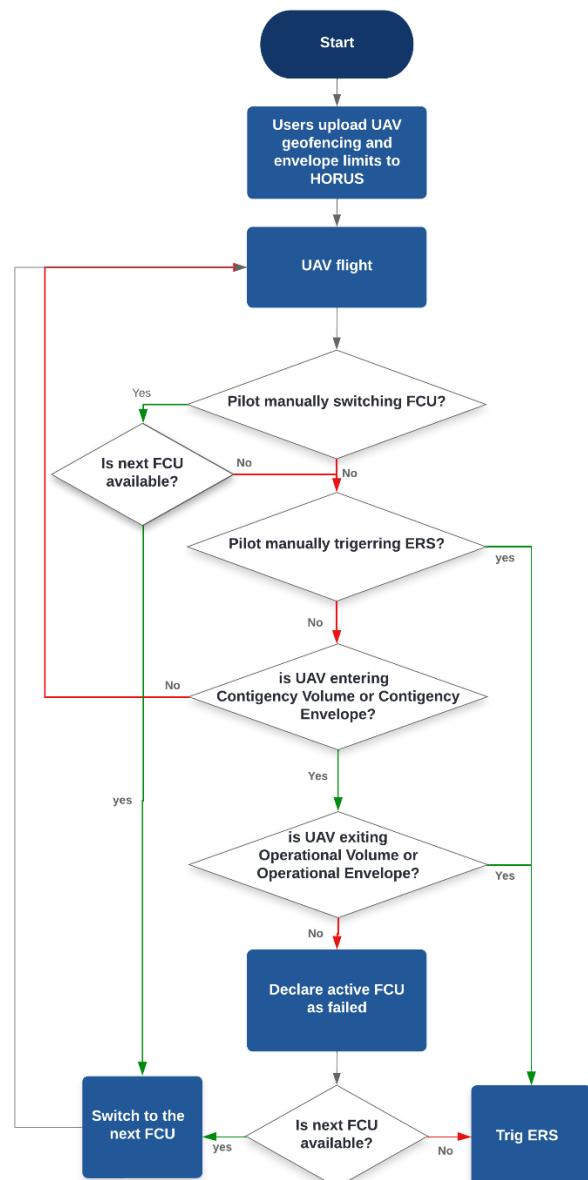 Start
Users upload UAV
geofencing and
envelope limits to
HORUS
UAV flight
Yes
Pilot manually switching FCU?
Is next FCU
available?
No
No
Pilot manually trigerring ERS?
yes
No
is UAV entering
Contigency Volume or Contigency
Envelope?
No
Yes
yes
is UAV exiting
Operational Volume or
Operational Envelope?
Yes
No
Declare active FCU
as failed
Switch to the
next FCU
yes
Is next FCU
available?
No
Trig ERS